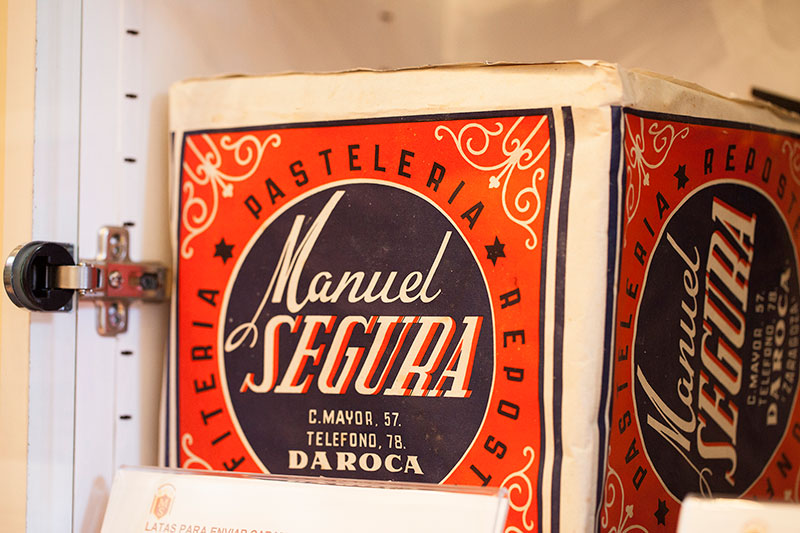 PASTELERIA
REPOST
FITERIA
Manuel
SEGURA
C.MAYOR, 57.
TELEFONO, 78.
DAROCA
PASTELERIA
REPOST
Manuel
SEGURA
C.MAYOR, 57.
TELEFONO, 78.
DAROCA
ZARAGOZA
LATAS PARA ENVIAR